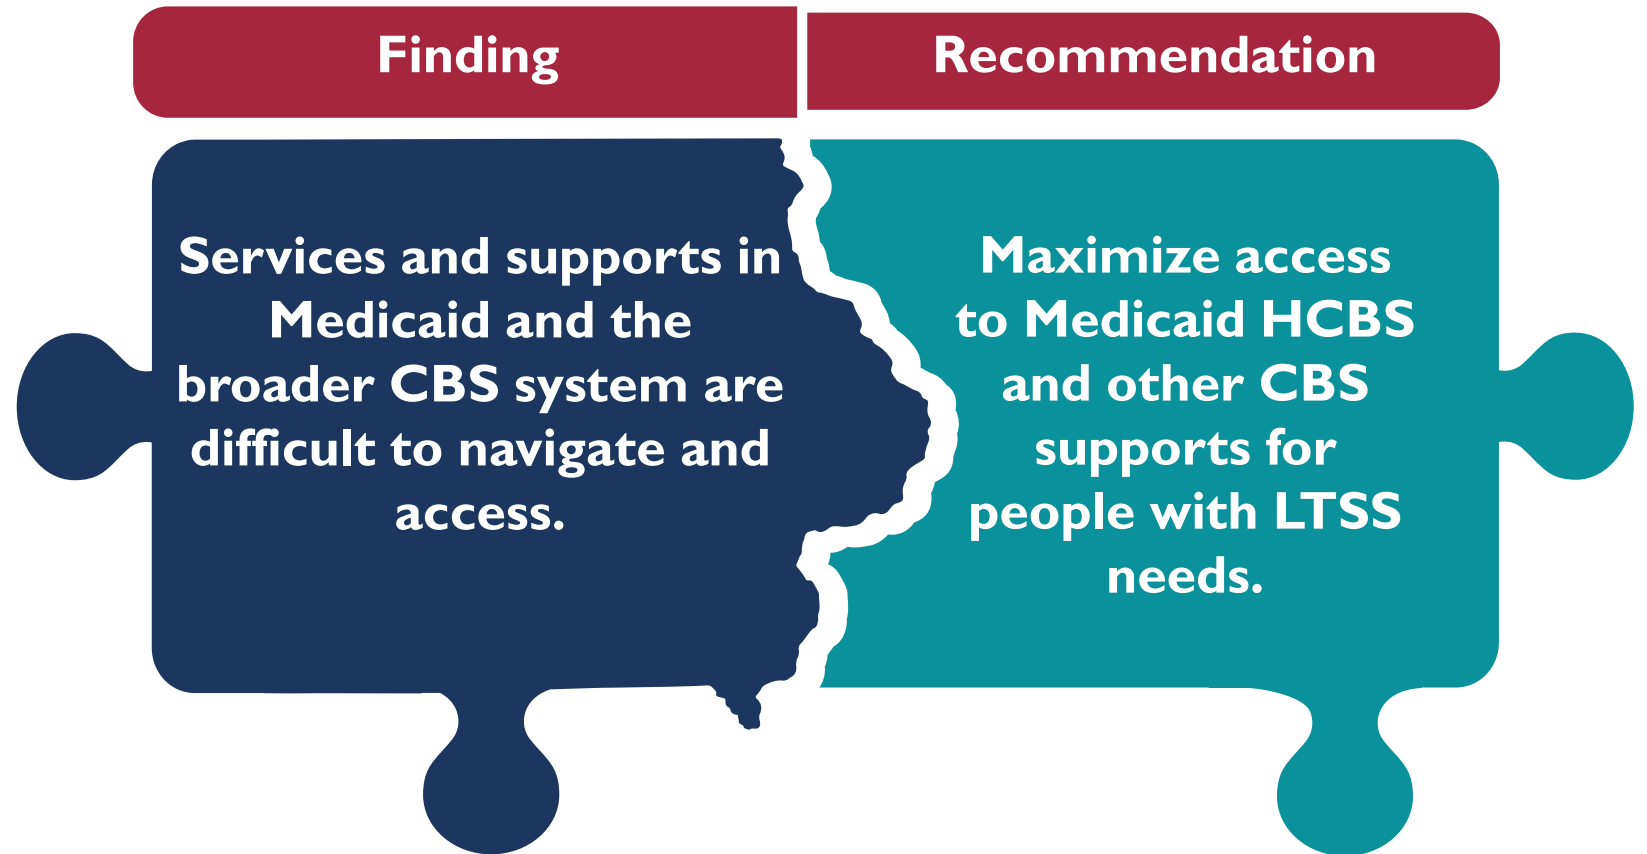 Finding
Recommendation
Services and supports in
Medicaid and the
broader CBS system are
difficult to navigate and
access.
Maximize access
to Medicaid HCBS
and other CBS
supports for
people with LTSS
needs.